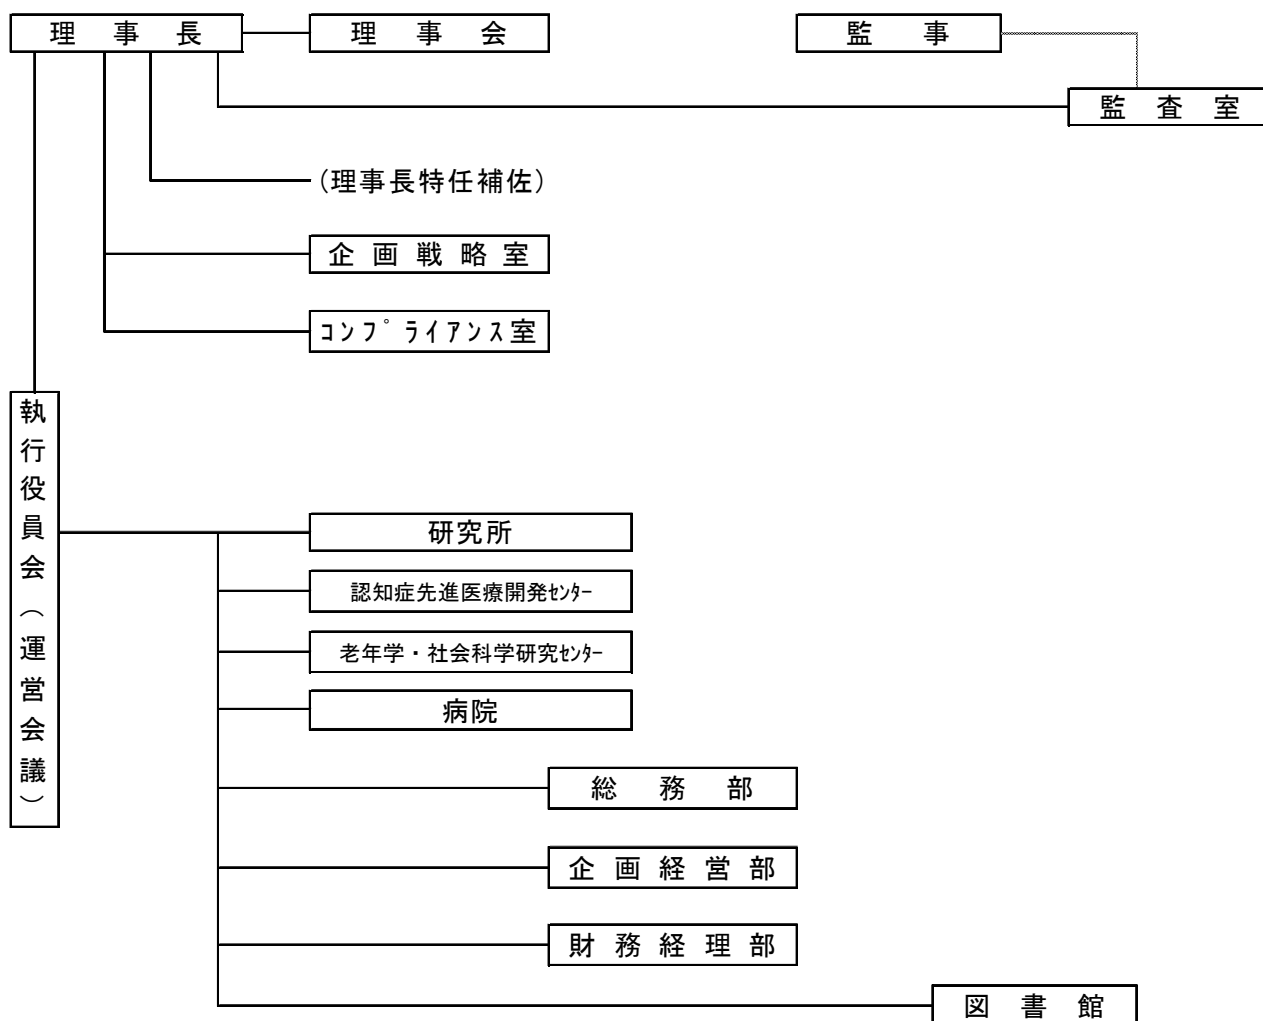 理事長
理事会
監事
監査室
(理事長特任補佐)
企画戦略室
コンプライアンス室
執行役員会(運営会議)
研究所
認知症先進医療開発センター
老年学・社会科学研究センター
病院
総務部
企画経営部
財務経理部
図書館